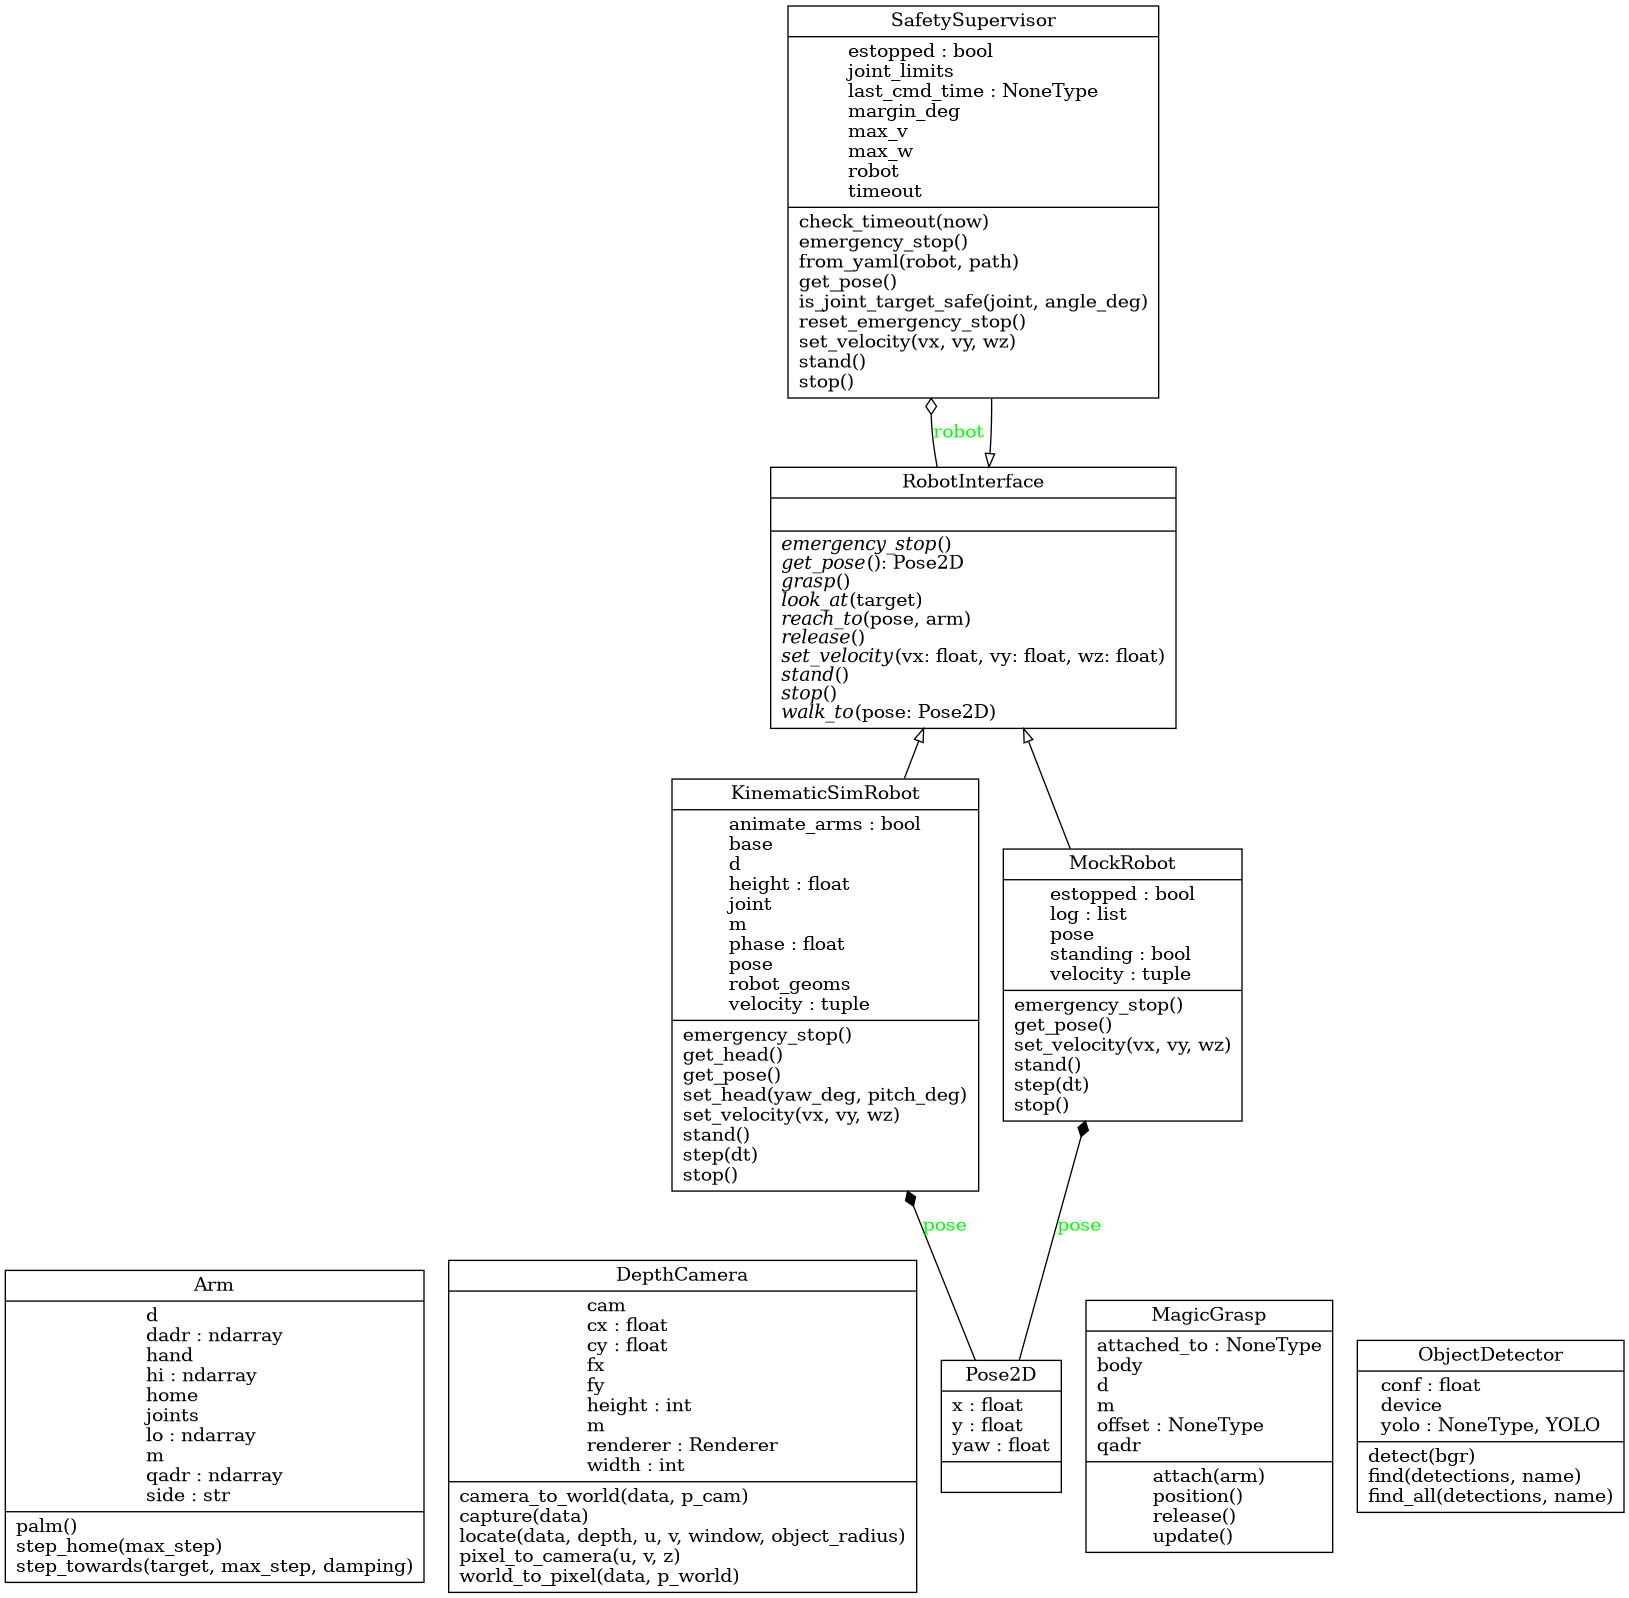 SafetySupervisor
estopped : bool
joint_limits
last_cmd_time : NoneType
margin_deg
max_v
max_w
robot
timeout
check_timeout(now)
emergency_stop()
from_yaml(robot, path)
get_pose()
is_joint_target_safe(joint, angle_deg)
reset_emergency_stop()
set_velocity(vx, vy, wz)
stand()
stop()
robot
RobotInterface
emergency_stop()
get_pose(): Pose2D
grasp()
look_at(target)
reach_to(pose, arm)
release()
set_velocity(vx: float, vy: float, wz: float)
stand()
stop()
walk_to(pose: Pose2D)
KinematicSimRobot
animate_arms : bool
base
d
height : float
joint
m
phase : float
pose
robot_geoms
velocity : tuple
emergency_stop()
get_head()
get_pose()
set_head(yaw_deg, pitch_deg)
set_velocity(vx, vy, wz)
stand()
step(dt)
stop()
MockRobot
estopped : bool
log : list
pose
standing : bool
velocity : tuple
emergency_stop()
get_pose()
set_velocity(vx, vy, wz)
stand()
step(dt)
stop()
pose
pose
Arm
d
dadr : ndarray
hand
hi : ndarray
home
joints
lo : ndarray
m
qadr : ndarray
side : str
palm()
step_home(max_step)
step_towards(target, max_step, damping)
DepthCamera
cam
cx : float
cy : float
fx
fy
height : int
m
renderer : Renderer
width : int
camera_to_world(data, p_cam)
capture(data)
locate(data, depth, u, v, window, object_radius)
pixel_to_camera(u, v, z)
world_to_pixel(data, p_world)
Pose2D
x : float
y : float
yaw : float
MagicGrasp
attached_to : NoneType
body
d
m
offset : NoneType
qadr
attach(arm)
position()
release()
update()
ObjectDetector
conf : float
device
yolo : NoneType, YOLO
detect(bgr)
find(detections, name)
find_all(detections, name)